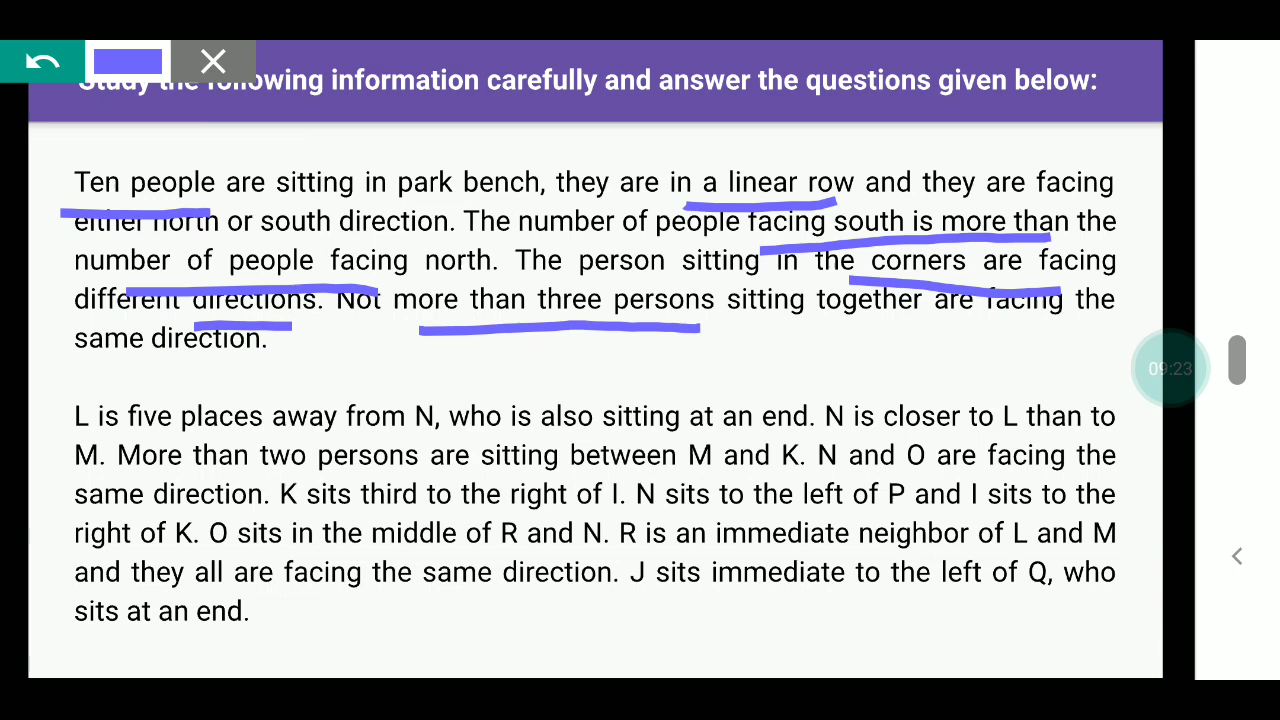 Study the following information carefully and answer the questions given below:
Ten people are sitting in park bench, they are in a linear row and they are facing
either north or south direction. The number of people facing south is more than the
number of people facing north. The person sitting in the corners are facing
different directions. Not more than three persons sitting together are facing the
same direction.
09:23
L is five places away from N, who is also sitting at an end. N is closer to L than to
M. More than two persons are sitting between M and K. N and O are facing the
same direction. K sits third to the right of I. N sits to the left of P and I sits to the
right of K. O sits in the middle of R and N. R is an immediate neighbor of L and M
and they all are facing the same direction. J sits immediate to the left of Q, who
sits at an end.